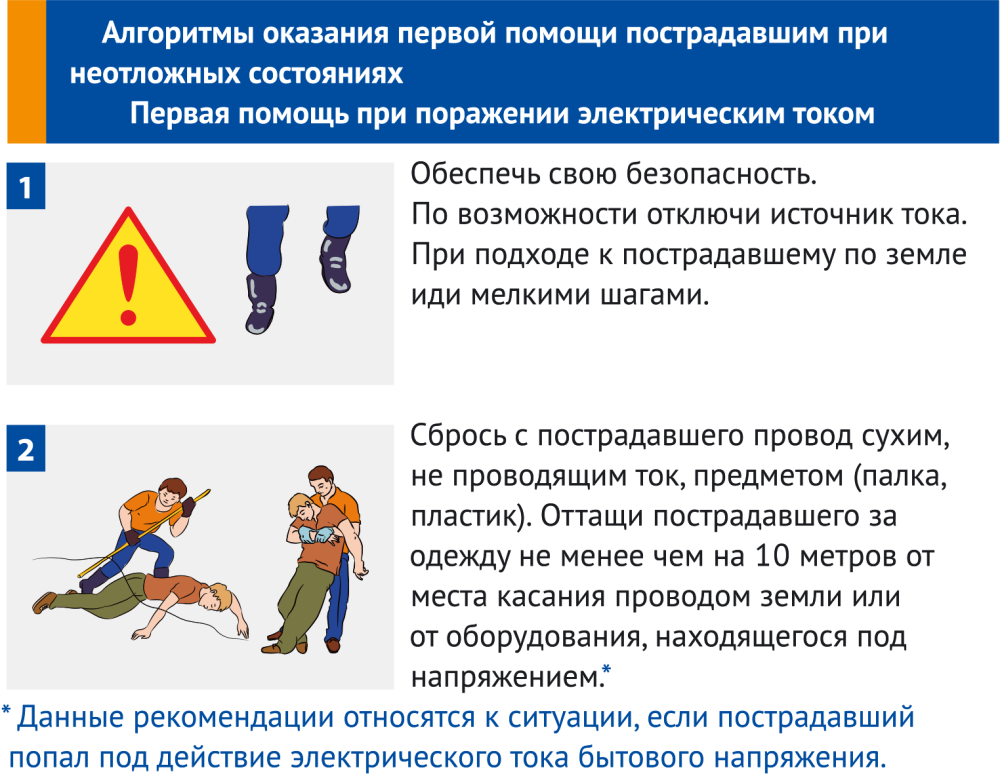 Алгоритмы оказания первой помощи пострадавшим при
неотложных состояниях
Первая помощь при поражении электрическим током
1
Обеспечь свою безопасность.
По возможности отключи источник тока.
При подходе к пострадавшему по земле
иди мелкими шагами.
2
Сбрось с пострадавшего провод сухим,
не проводящим ток, предметом (палка,
пластик). Оттащи пострадавшего за
одежду не менее чем на 10 метров от
места касания проводом земли или
от оборудования, находящегося под
напряжением.*
* Данные рекомендации относятся к ситуации, если пострадавший
попал под действие электрического тока бытового напряжения.